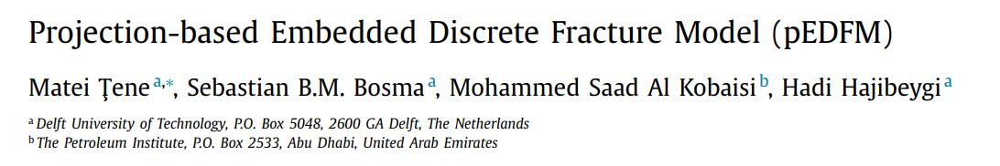 Projection-based Embedded Discrete Fracture Model (pEDFM)
Matei Ţene a,*, Sebastian B.M. Bosma a, Mohammed Saad Al Kobaisi b, Hadi Hajibeygi a
a Delft University of Technology, P.O. Box 5048, 2600 GA Delft, The Netherlands
b The Petroleum Institute, P.O. Box 2533, Abu Dhabi, United Arab Emirates